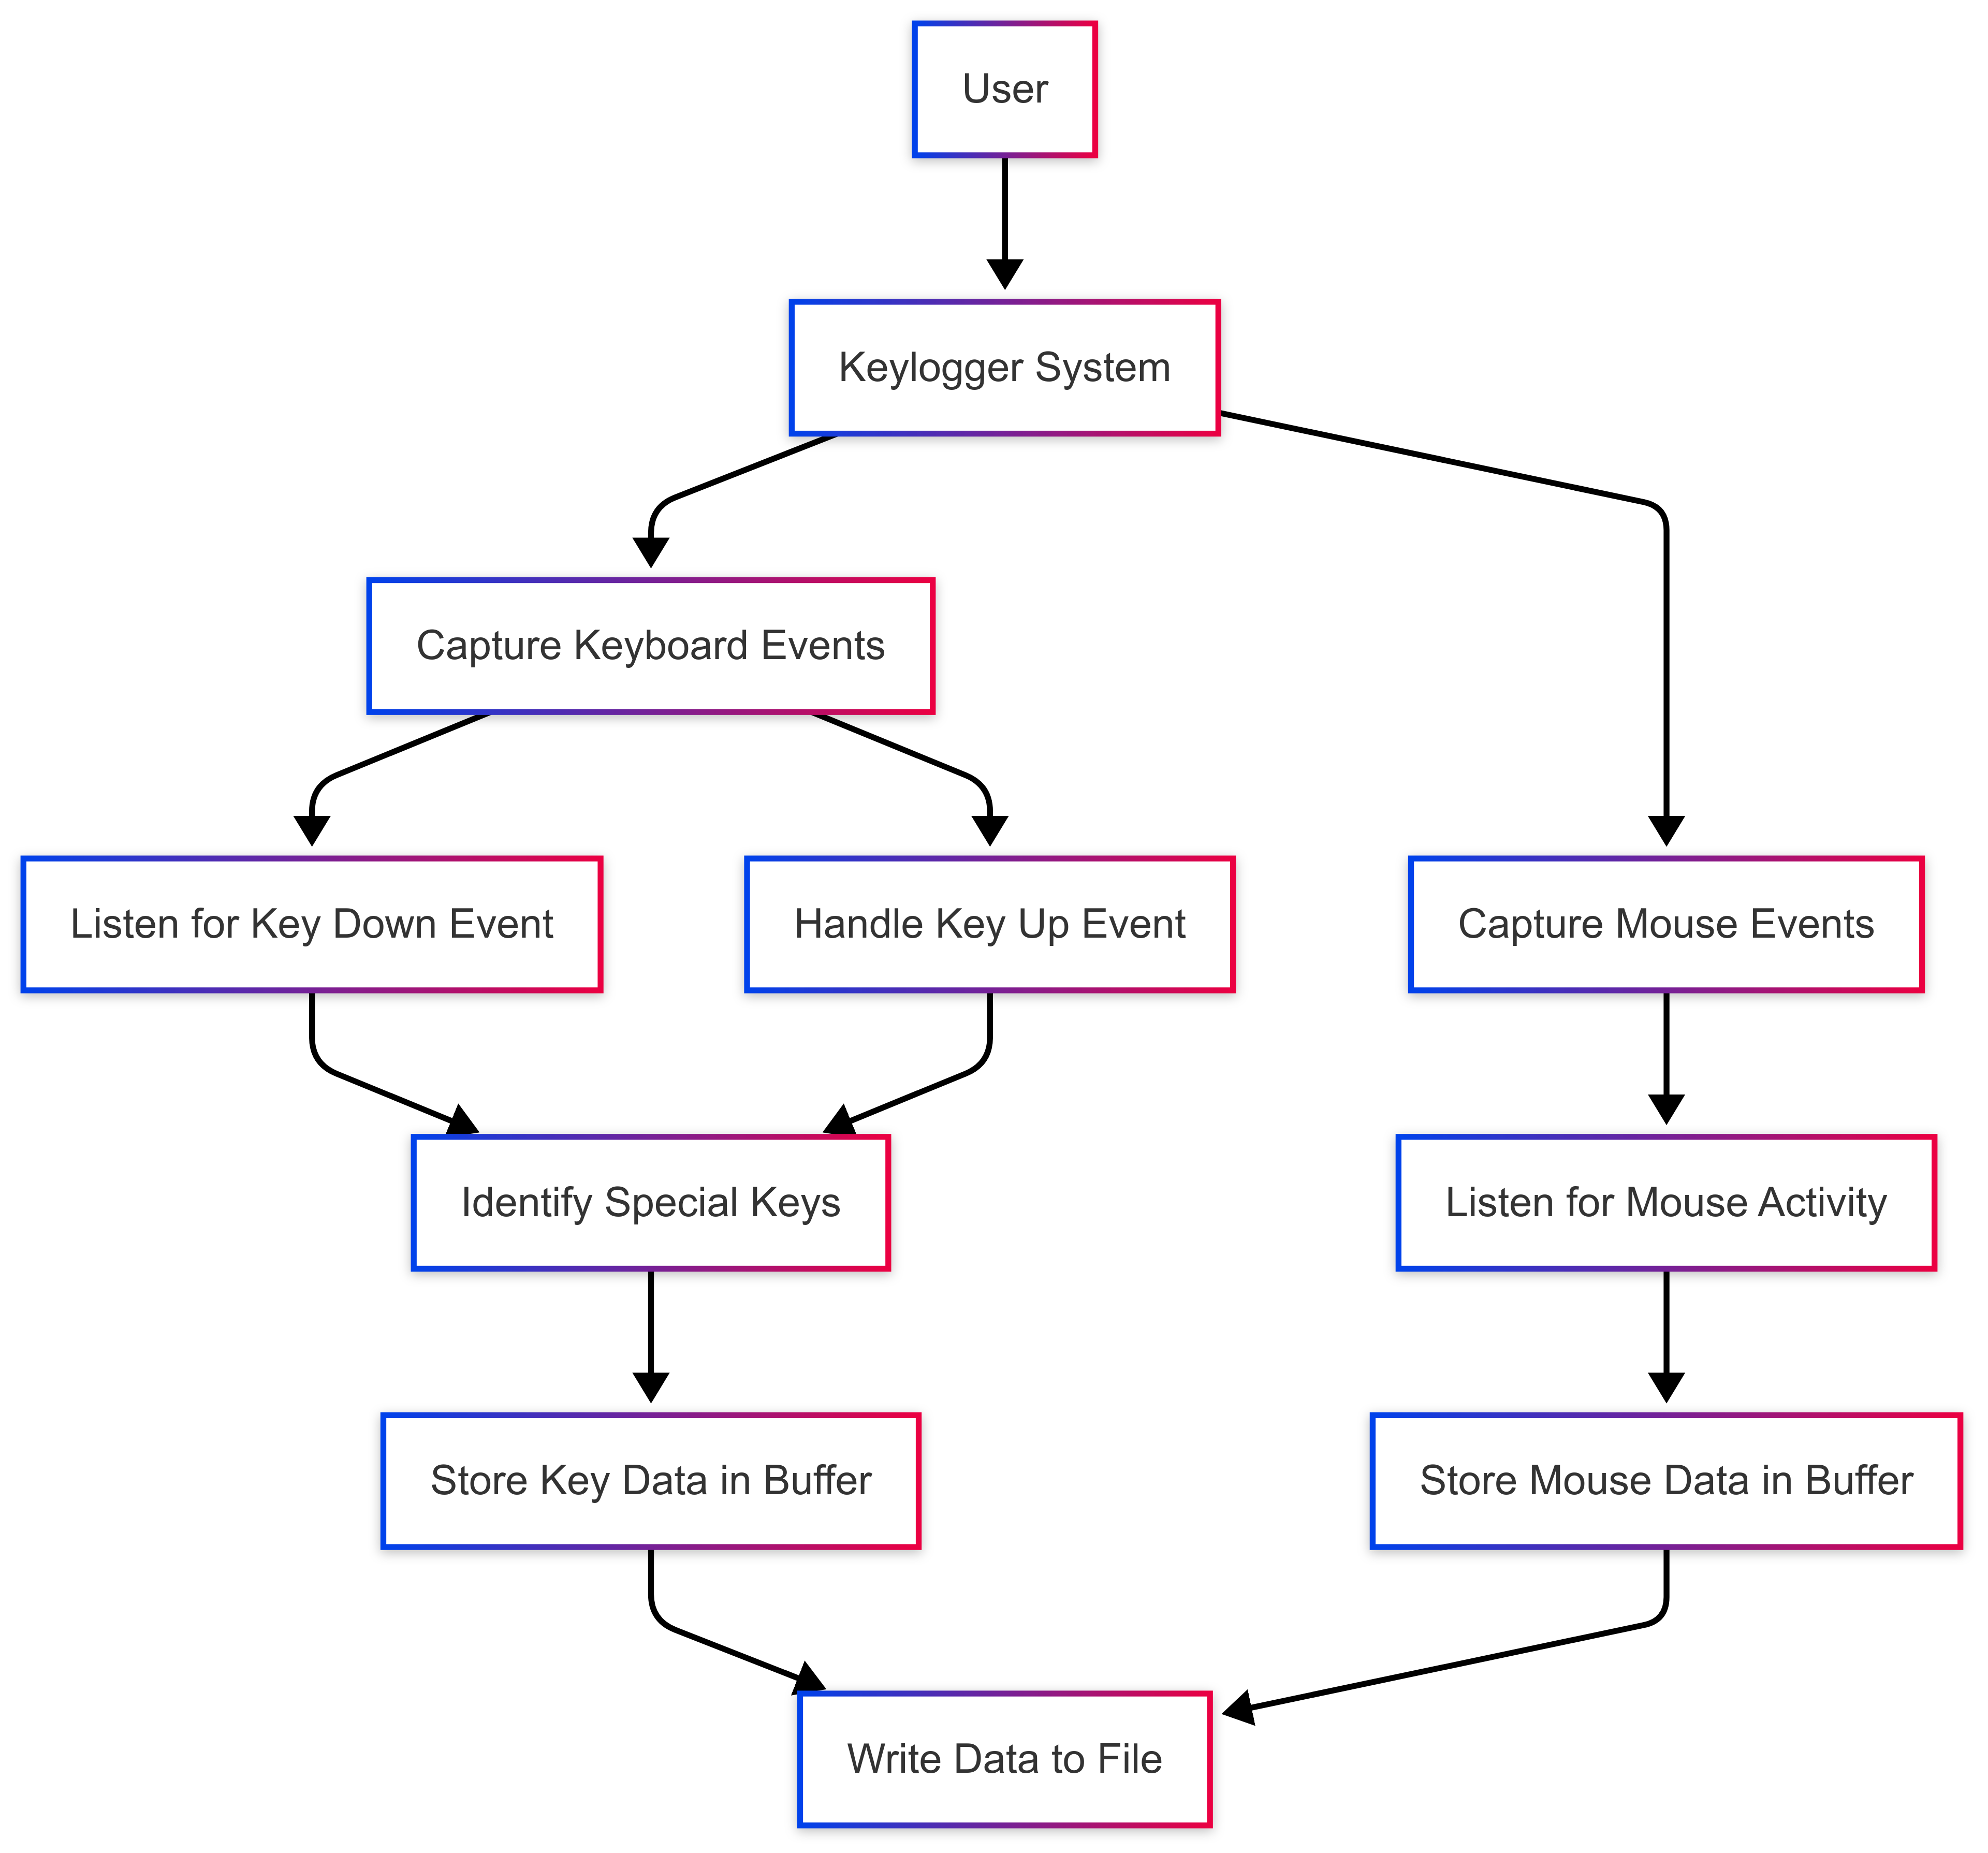 User
Keylogger System
Capture Keyboard Events
Listen for Key Down Event
Handle Key Up Event
Capture Mouse Events
Identify Special Keys
Listen for Mouse Activity
Store Key Data in Buffer
Store Mouse Data in Buffer
Write Data to File